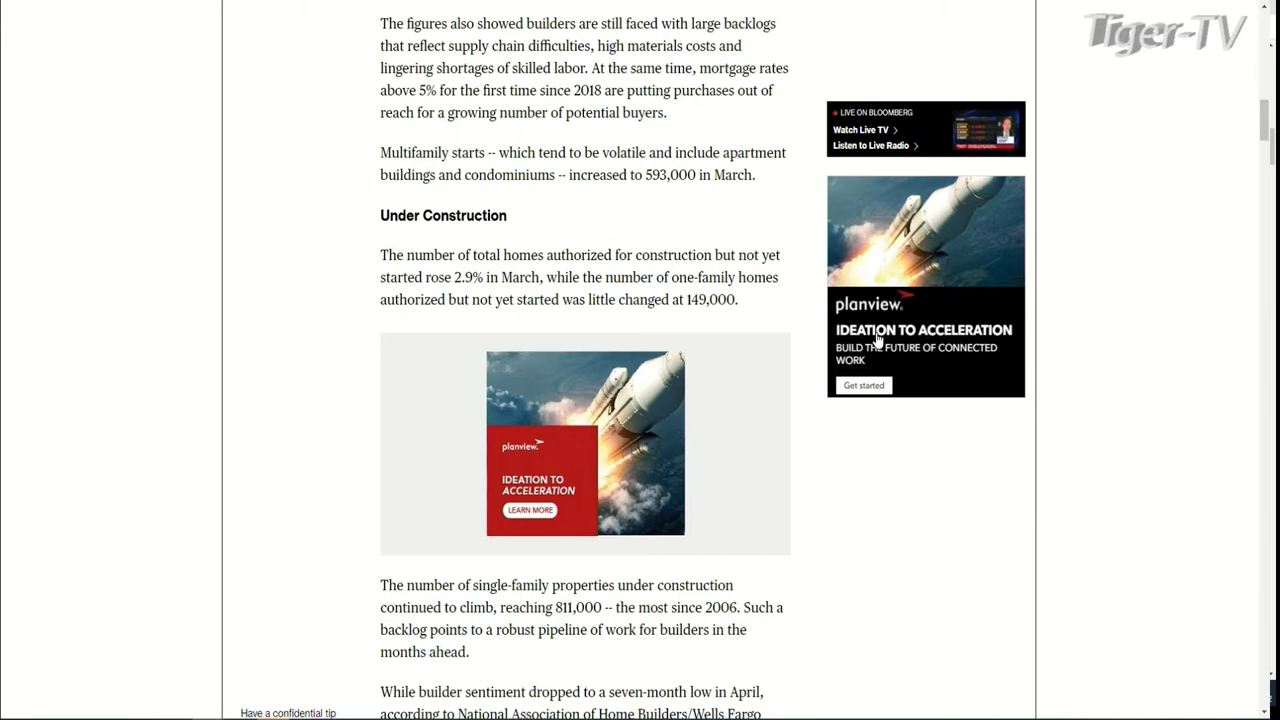 Tiger-TV
The figures also showed builders are still faced with large backlogs
that reflect supply chain difficulties, high materials costs and
lingering shortages of skilled labor. At the same time, mortgage rates
above 5% for the first time since 2018 are putting purchases out of
reach for a growing number of potential buyers.
Multifamily starts -- which tend to be volatile and include apartment
buildings and condominiums -- increased to 593,000 in March.
Under Construction
The number of total homes authorized for construction but not yet
started rose 2.9% in March, while the number of one-family homes
authorized but not yet started was little changed at 149,000.
planview
IDEATION TO
ACCELERATION
LEARN MORE
The number of single-family properties under construction
continued to climb, reaching 811,000 -- the most since 2006. Such a
backlog points to a robust pipeline of work for builders in the
months ahead.
While builder sentiment dropped to a seven-month low in April,
according to National Association of Home Builders/Wells Fargo
Have a confidential tip
LIVE ON BLOOMBERG
Watch Live TV
Listen to Live Radio
planview
IDEATION TO ACCELERATION
BUILD THE FUTURE OF CONNECTED
WORK
Get started